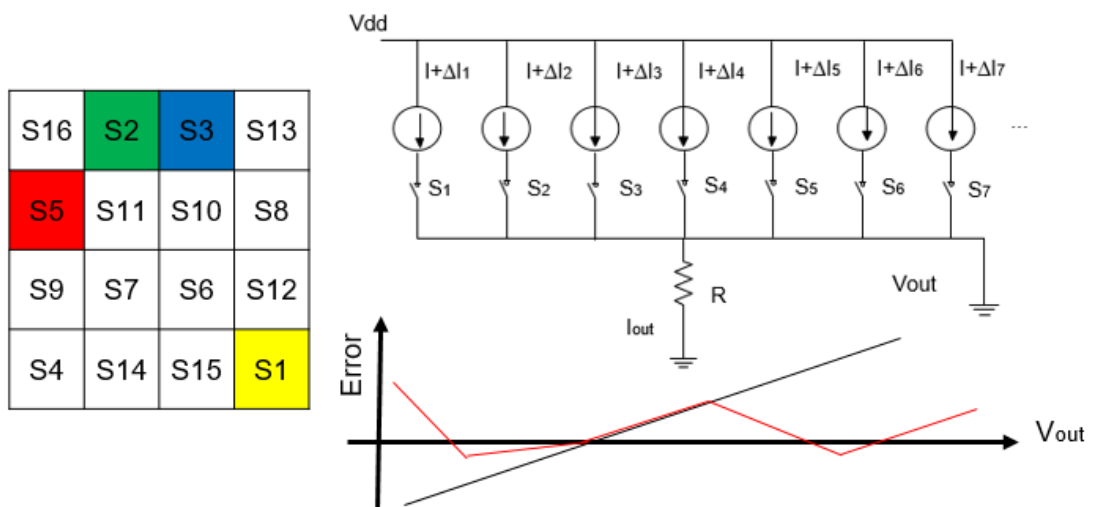 Vdd
I+ΔI1 I+ΔI2 I+ΔI3 I+ΔI4 I+ΔI5 I+ΔI6 I+ΔI7
...
S1 S2 S3 S4 S5 S6 S7
R
Vout
Iout
S16 S2 S3 S13
S5 S11 S10 S8
S9 S7 S6 S12
S4 S14 S15 S1
Error
Vout